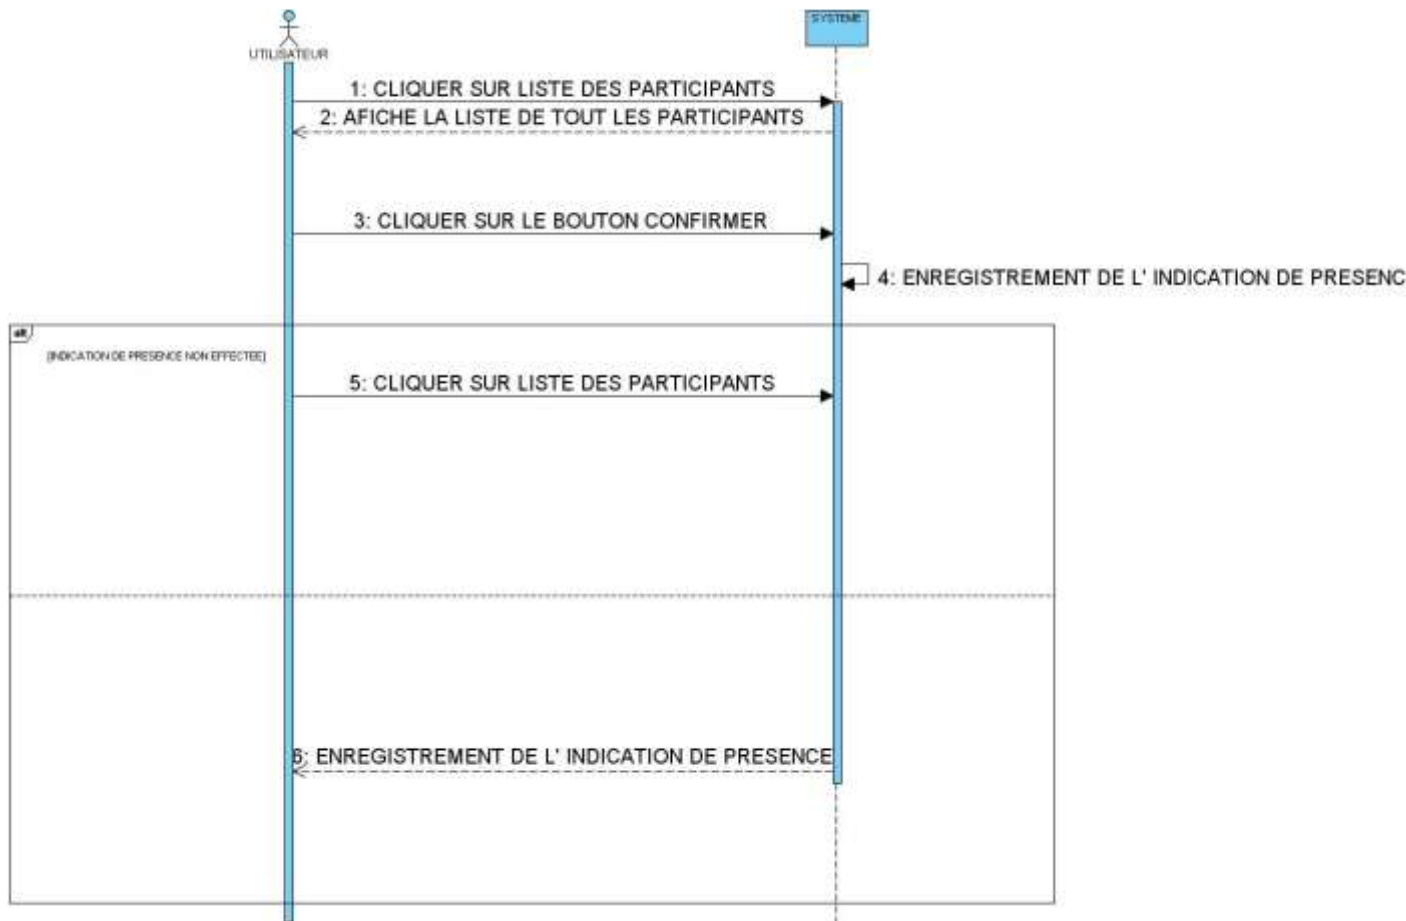 SYSTEME
UTILISATEUR
1: CLIQUER SUR LISTE DES PARTICIPANTS
2: AFICHE LA LISTE DE TOUT LES PARTICIPANTS
3: CLIQUER SUR LE BOUTON CONFIRMER
4: ENREGISTREMENT DE L' INDICATION DE PRESENC
alt
[INDICATION DE PRESENCE NON EFFECTEE]
5: CLIQUER SUR LISTE DES PARTICIPANTS
6: ENREGISTREMENT DE L' INDICATION DE PRESENCE